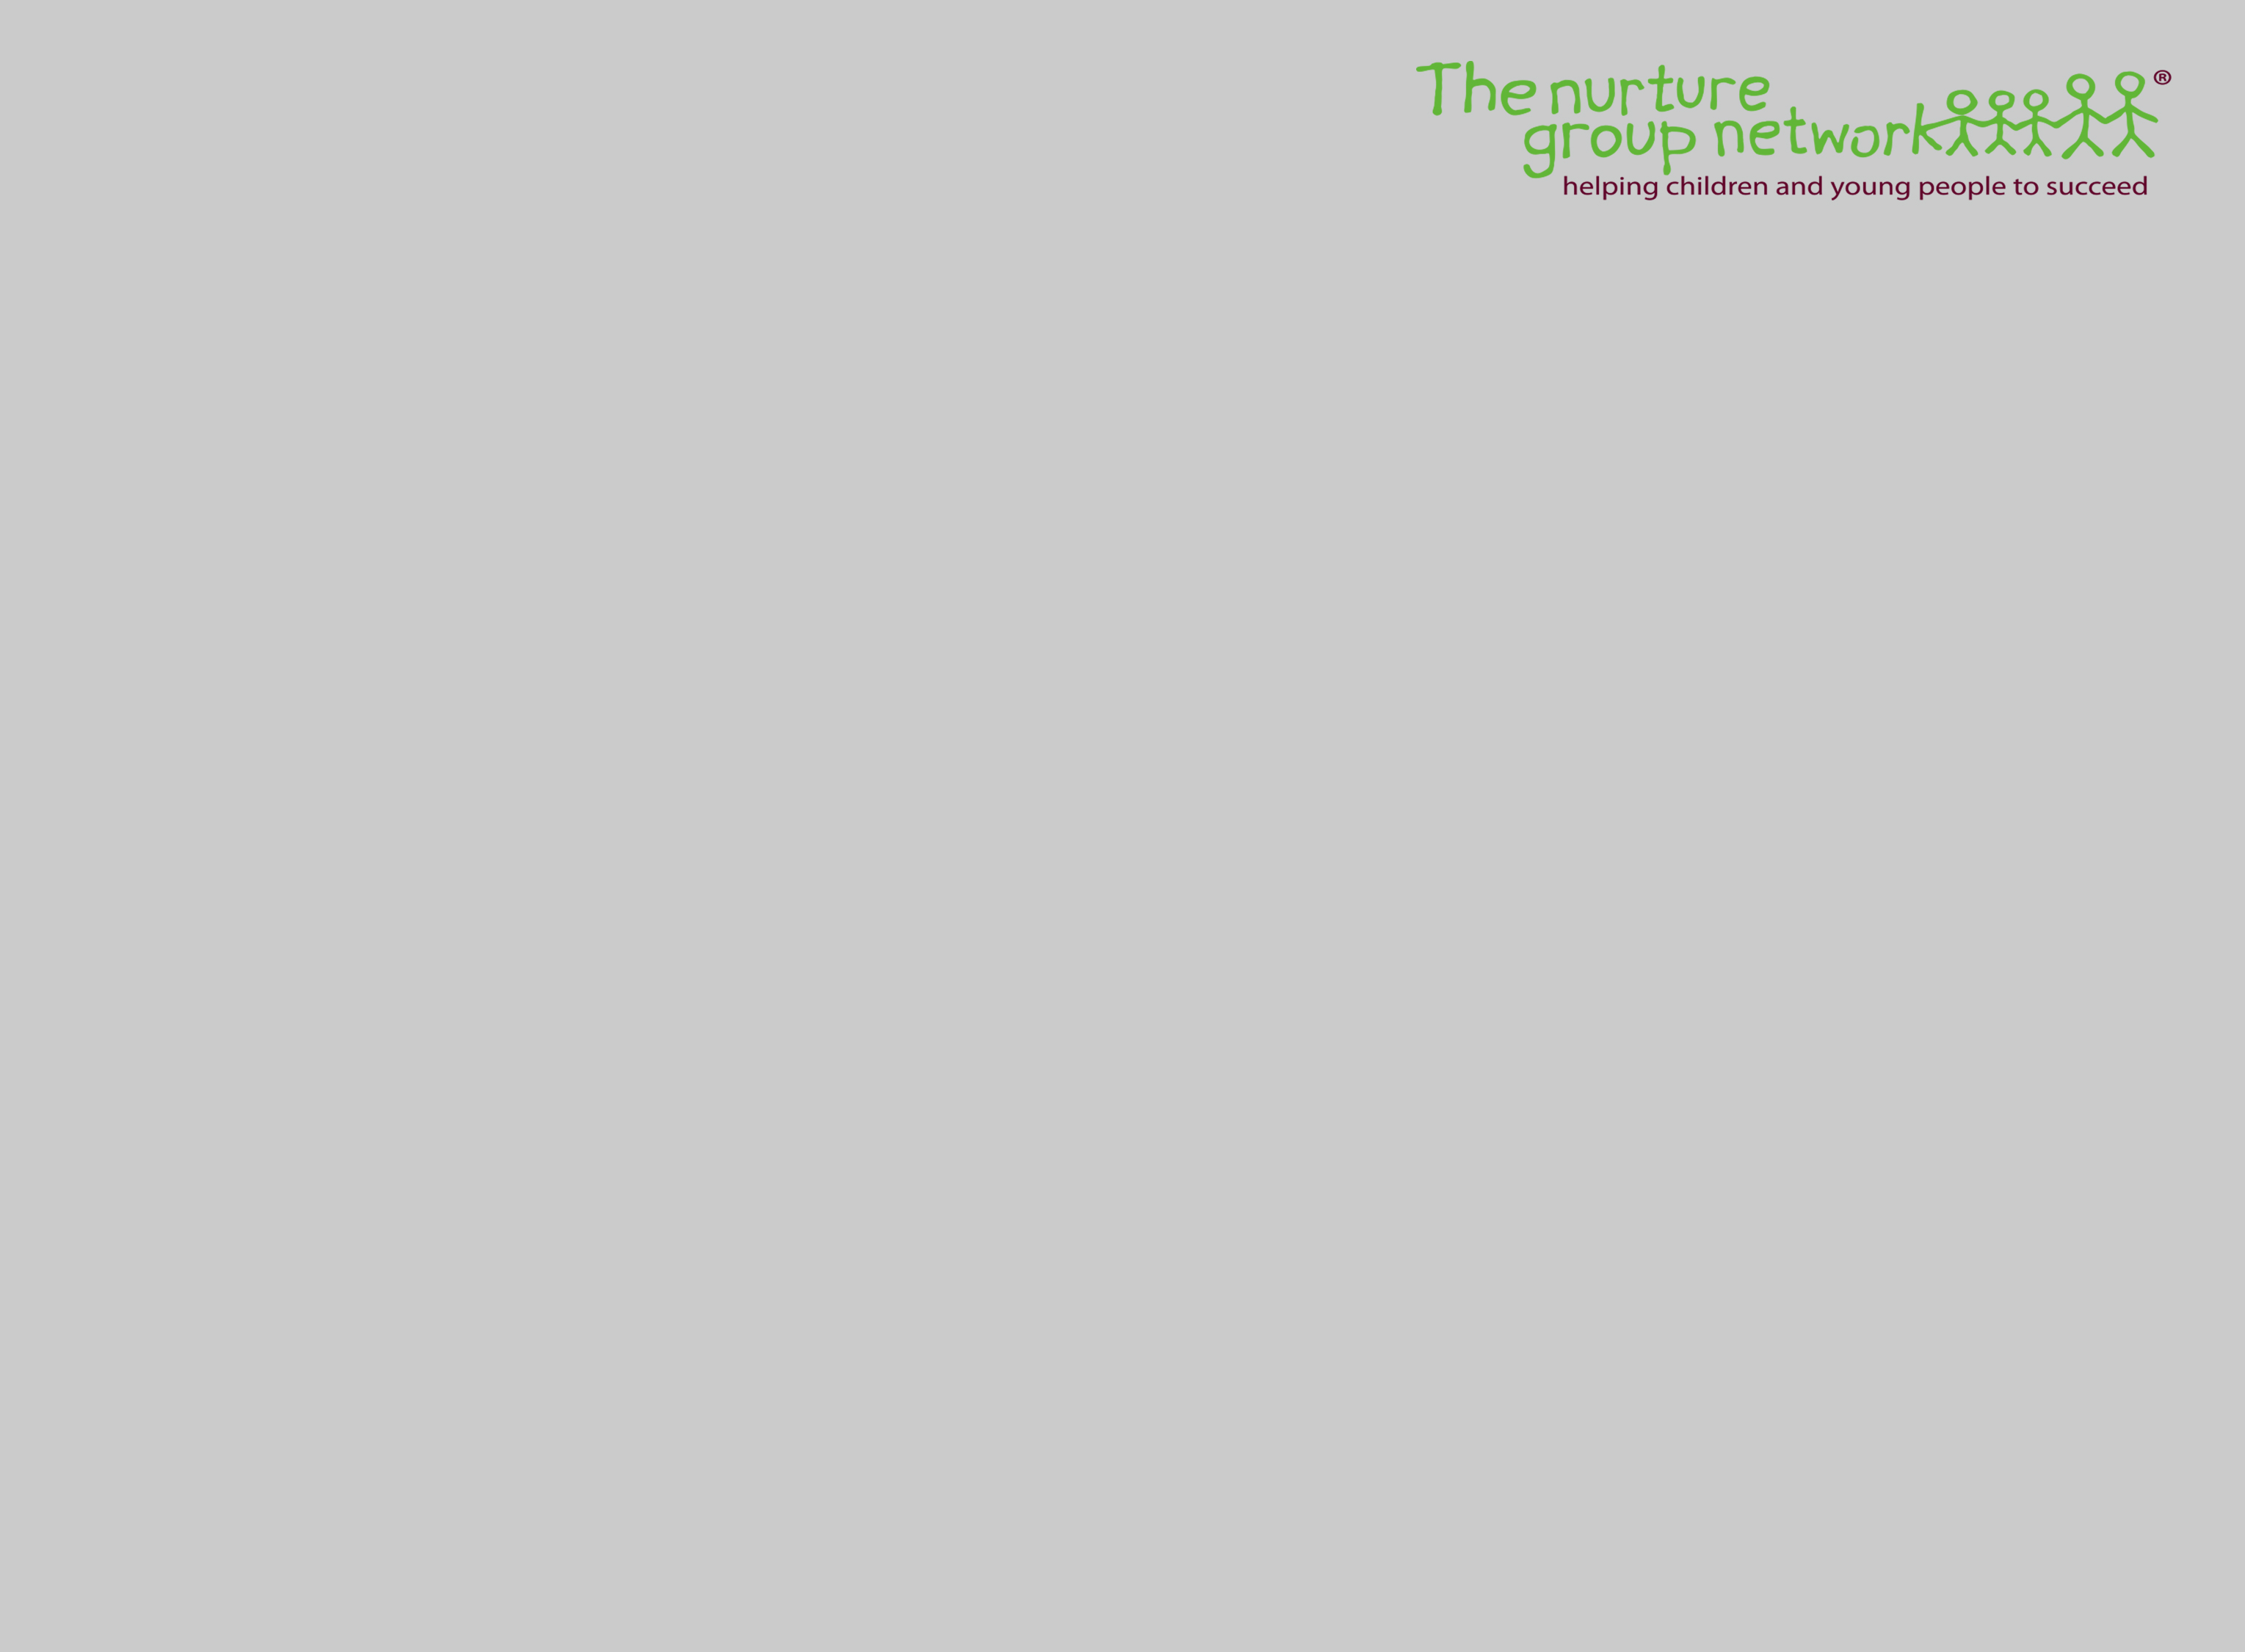 The nurture
group network ®
helping children and young people to succeed